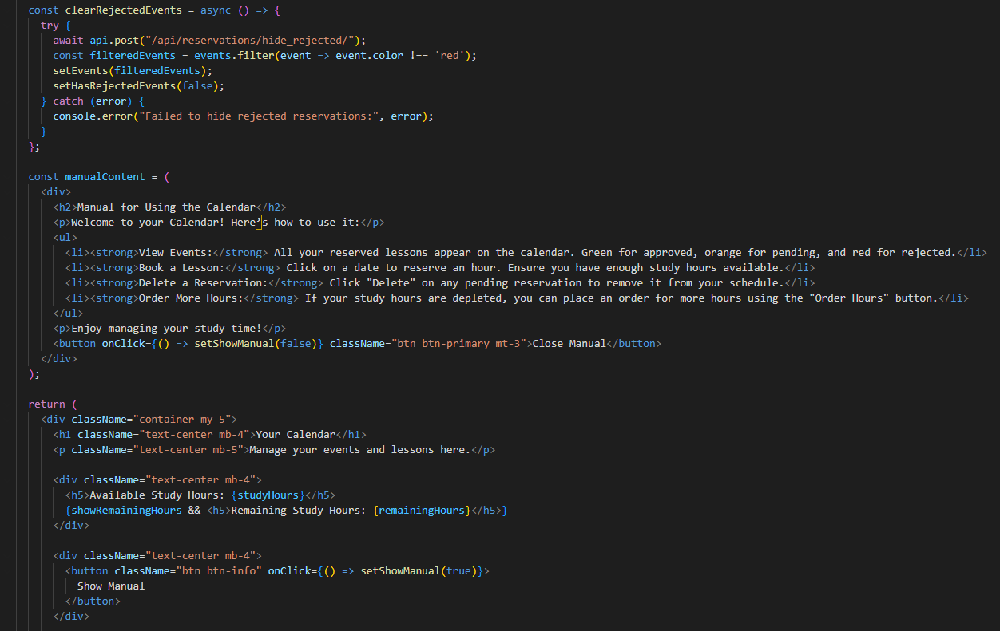 const clearRejectedEvents = async () => {
try {
await api.post("/api/reservations/hide_rejected/");
const filteredEvents = events.filter(event => event.color !== 'red');
setEvents(filteredEvents);
setHasRejectedEvents(false);
} catch (error) {
console.error("Failed to hide rejected reservations:", error);
}
};
const manualContent = (
<div>
<h2>Manual for Using the Calendar</h2>
<p>Welcome to your Calendar! Here’s how to use it:</p>
<ul>
<li><strong>View Events:</strong> All your reserved lessons appear on the calendar. Green for approved, orange for pending, and red for rejected.</li>
<li><strong>Book a Lesson:</strong> Click on a date to reserve an hour. Ensure you have enough study hours available.</li>
<li><strong>Delete a Reservation:</strong> Click "Delete" on any pending reservation to remove it from your schedule.</li>
<li><strong>Order More Hours:</strong> If your study hours are depleted, you can place an order for more hours using the "Order Hours" button.</li>
</ul>
<p>Enjoy managing your study time!</p>
<button onClick={() => setShowManual(false)} className="btn btn-primary mt-3">Close Manual</button>
</div>
);
return (
<div className="container my-5">
<h1 className="text-center mb-4">Your Calendar</h1>
<p className="text-center mb-5">Manage your events and lessons here.</p>
<div className="text-center mb-4">
<h5>Available Study Hours: {studyHours}</h5>
{showRemainingHours && <h5>Remaining Study Hours: {remainingHours}</h5>}
</div>
<div className="text-center mb-4">
<button className="btn btn-info" onClick={() => setShowManual(true)}>
Show Manual
</button>
</div>